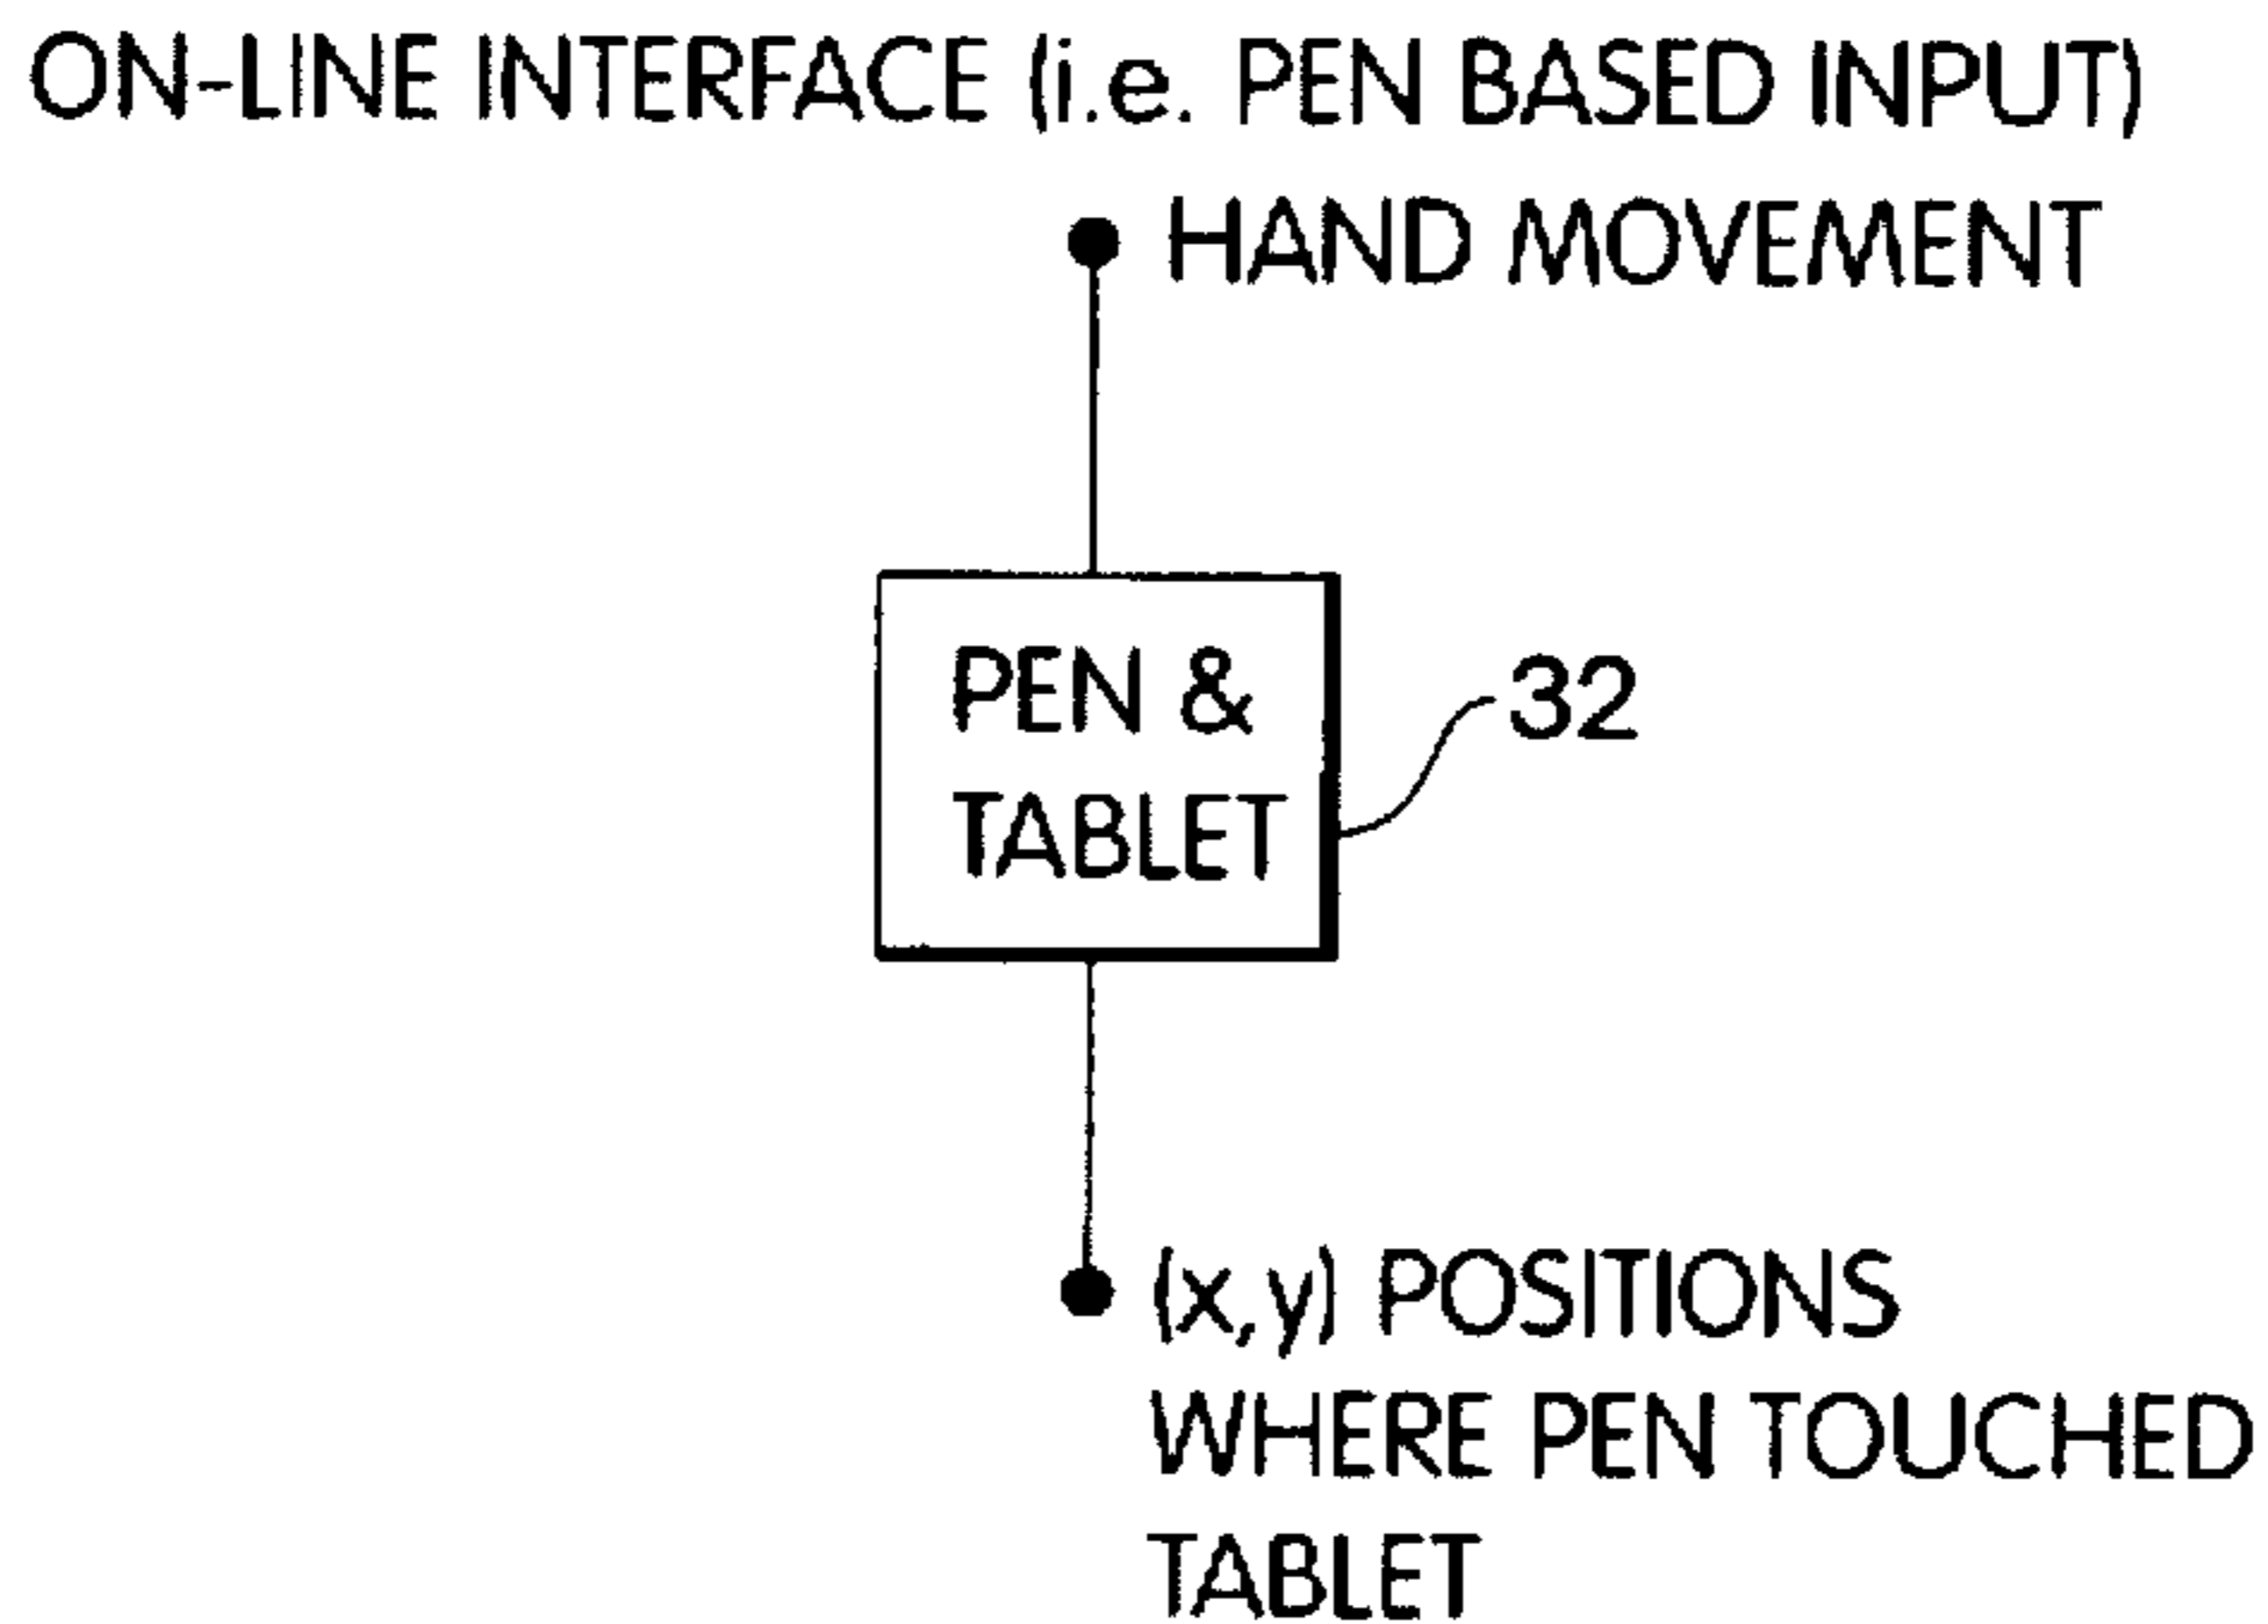 ON-LINE INTERFACE (i.e. PEN BASED INPUT)
HAND MOVEMENT
PEN &
TABLET
32
(x,y) POSITIONS
WHERE PEN TOUCHED
TABLET